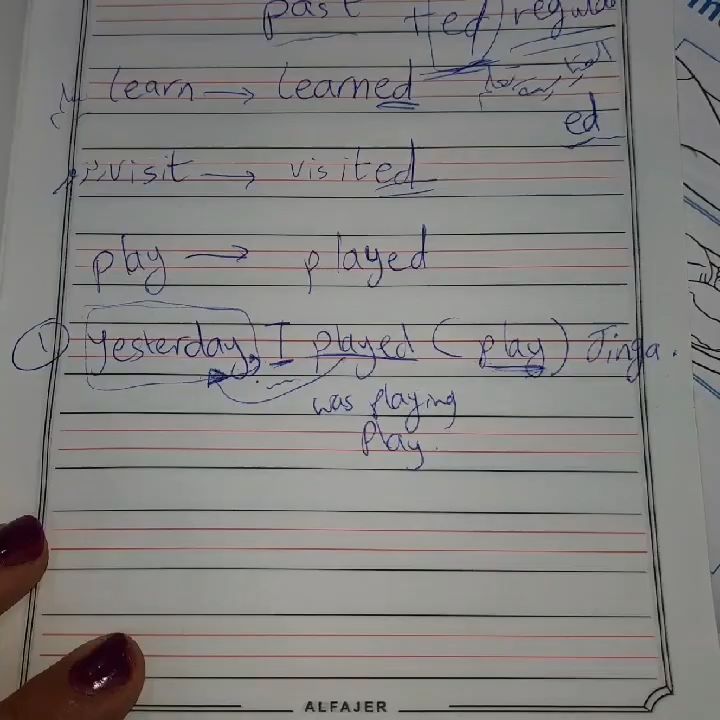 past +ed regular
learn → learned
ed
visit → visited
play → played
1 yesterday, I played (play) Jinga.
was playing
Play.
ALFAJER